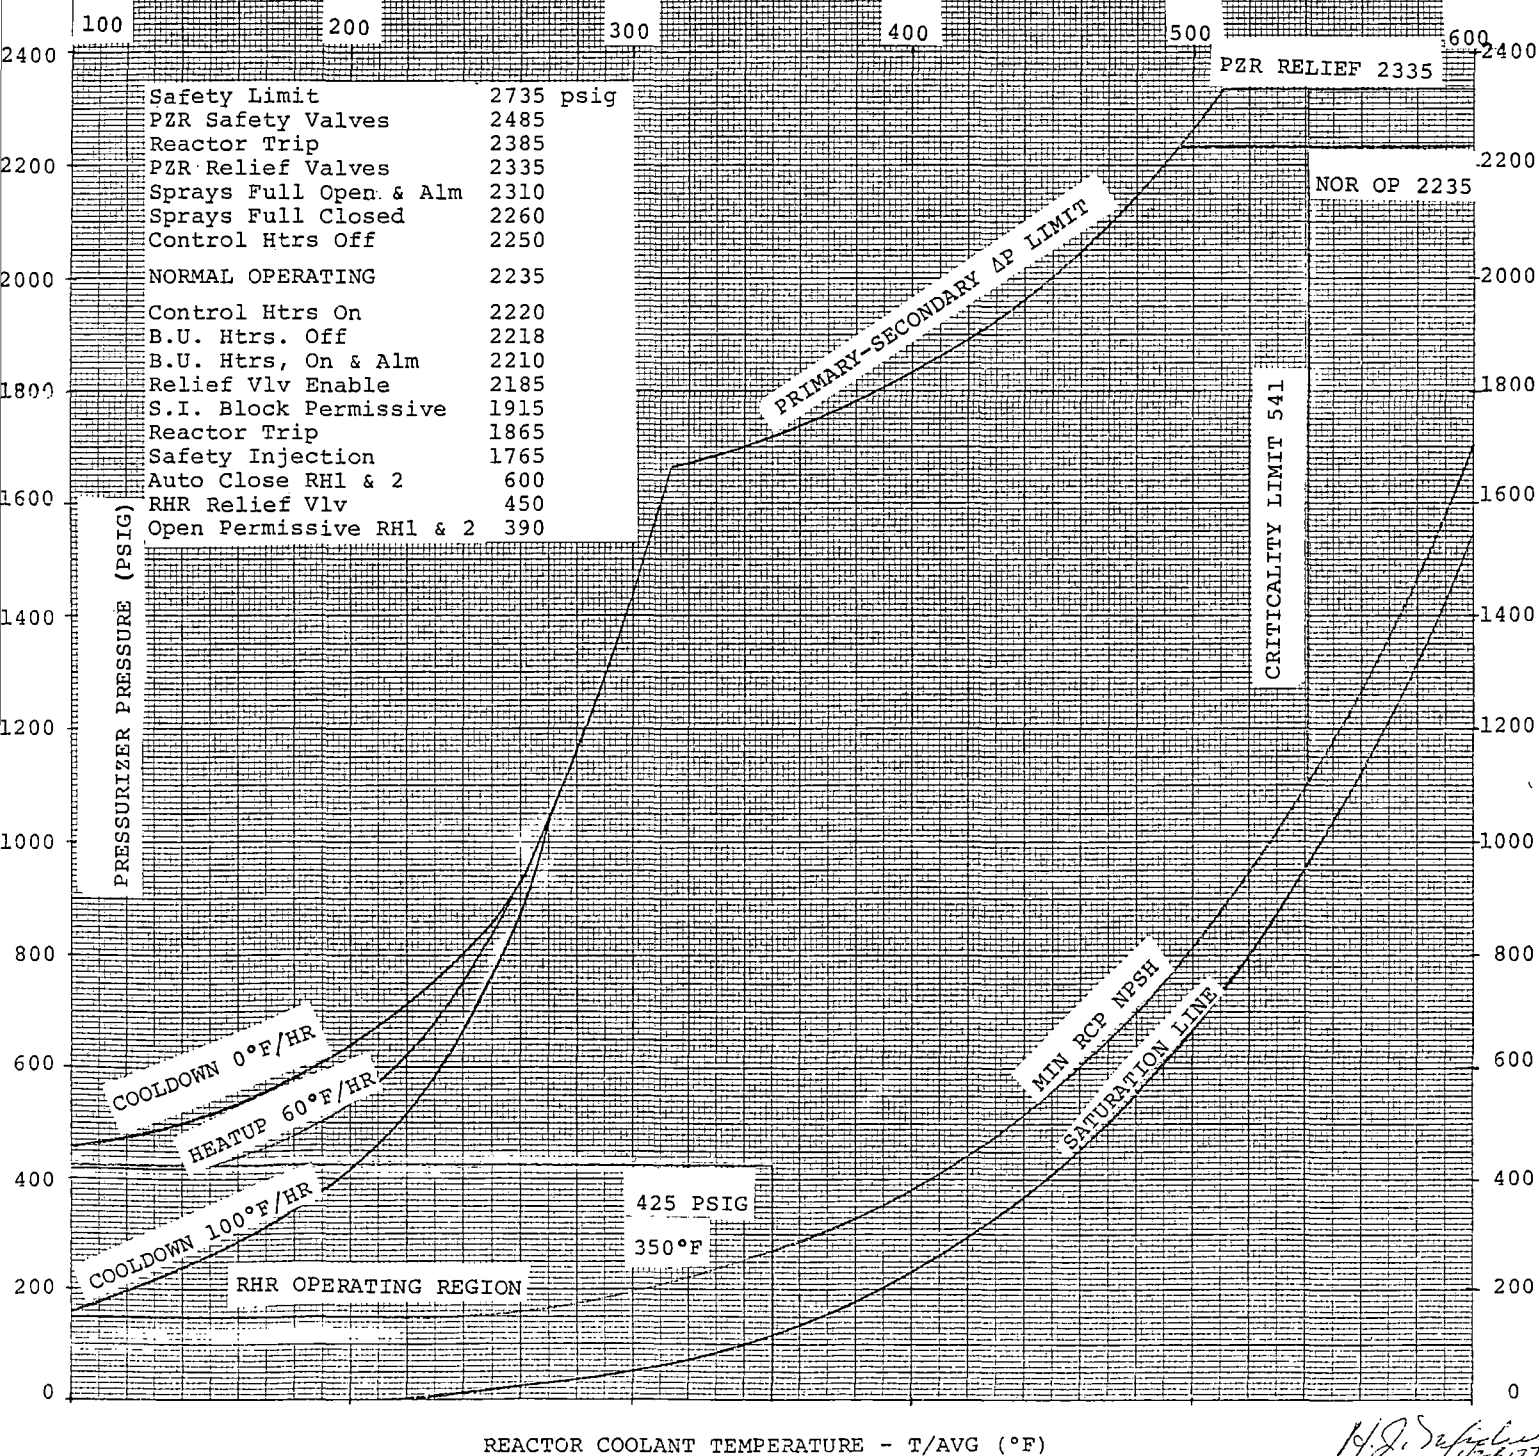 100 200 300 400 500 600
2400 2400
PZR RELIEF 2335
Safety Limit 2735 psig
PZR Safety Valves 2485
Reactor Trip 2385
PZR Relief Valves 2335
Sprays Full Open & Alm 2310
Sprays Full Closed 2260
Control Htrs Off 2250
NORMAL OPERATING 2235
Control Htrs On 2220
B.U. Htrs. Off 2218
B.U. Htrs, On & Alm 2210
Relief Vlv Enable 2185
S.I. Block Permissive 1915
Reactor Trip 1865
Safety Injection 1765
Auto Close RH1 & 2 600
RHR Relief Vlv 450
Open Permissive RH1 & 2 390
2200 2200
NOR OP 2235
2000 2000
PRIMARY-SECONDARY ΔP LIMIT
1800 1800
CRITICALITY LIMIT 541
1600 1600
PRESSURIZER PRESSURE (PSIG)
1400 1400
1200 1200
1000 1000
800 800
MIN RCP NPSH
SATURATION LINE
COOLDOWN 0°F/HR
600 600
HEATUP 60°F/HR
400 400
COOLDOWN 100°F/HR
425 PSIG
350°F
RHR OPERATING REGION
200 200
0 0
REACTOR COOLANT TEMPERATURE - T/AVG (°F)